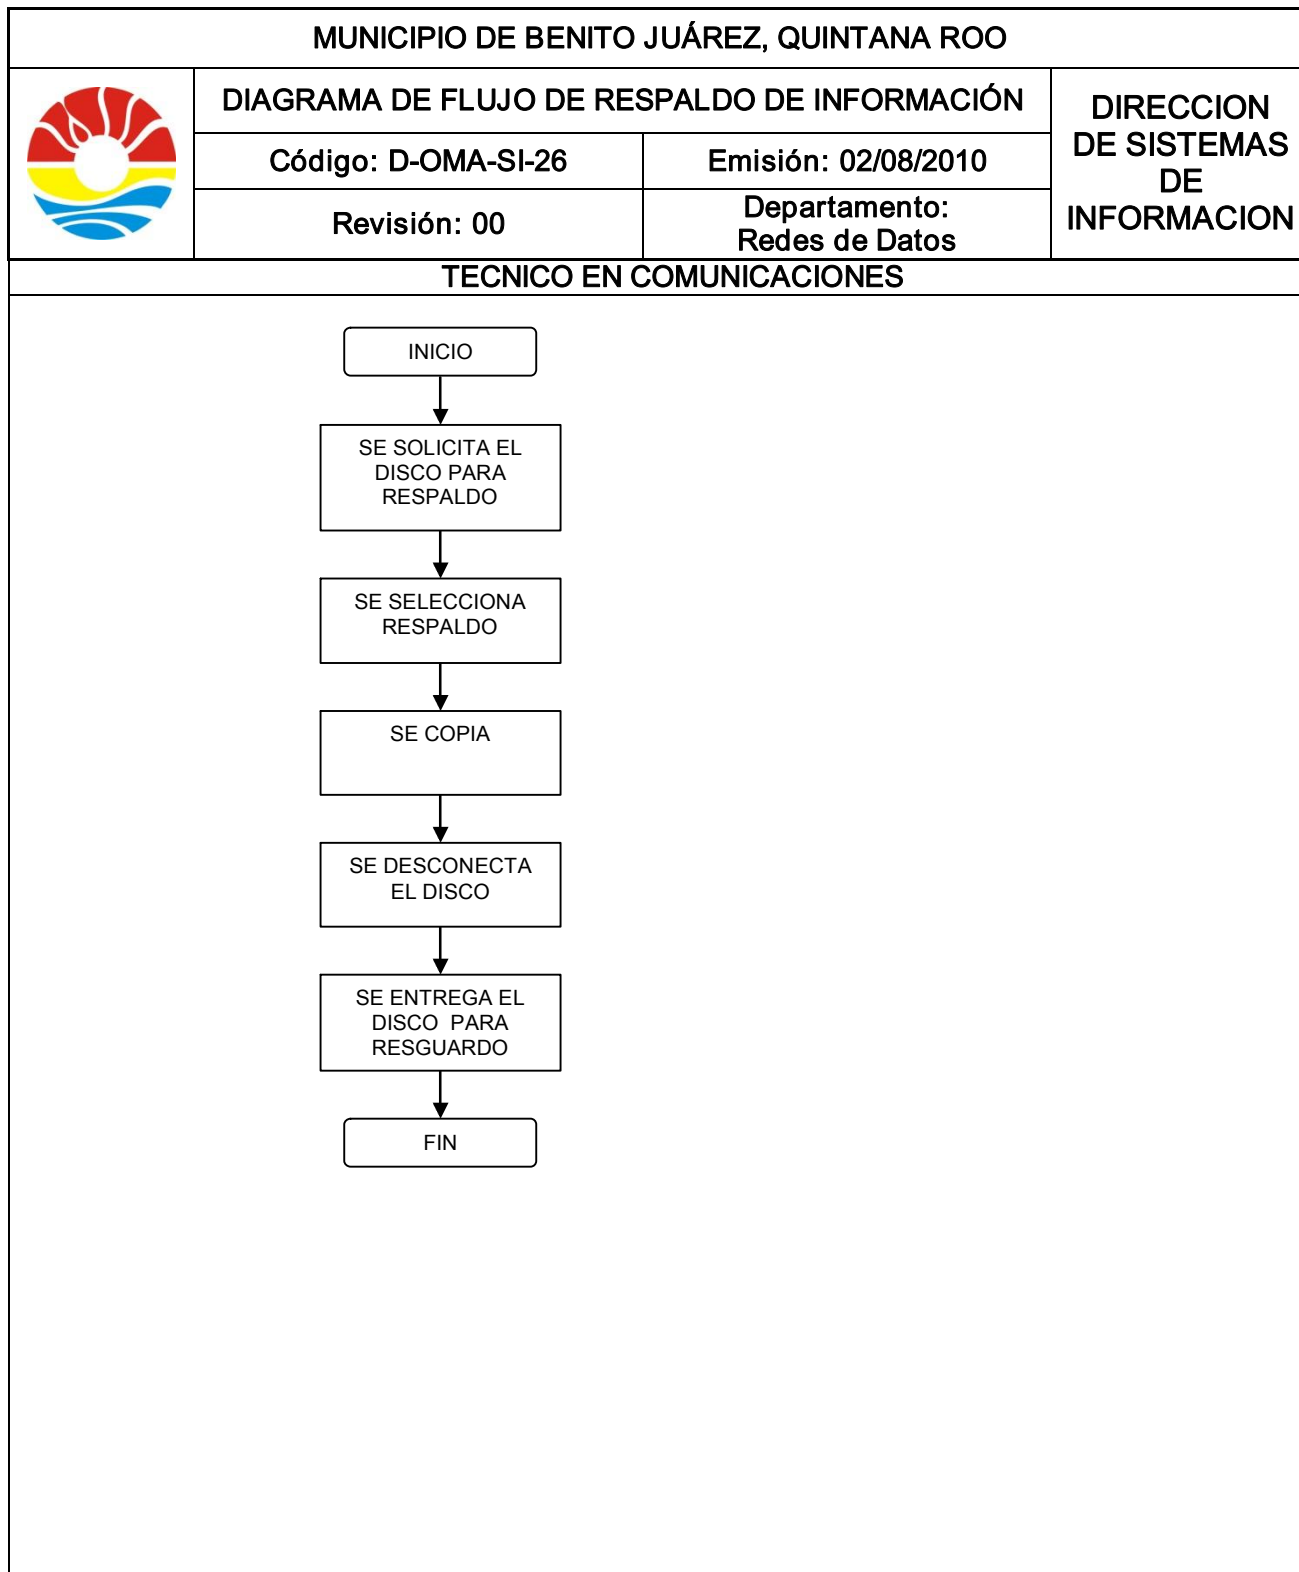 MUNICIPIO DE BENITO JUÁREZ, QUINTANA ROO
DIAGRAMA DE FLUJO DE RESPALDO DE INFORMACIÓN
Código: D-OMA-SI-26
Emisión: 02/08/2010
Revisión: 00
Departamento:
Redes de Datos
DIRECCION
DE SISTEMAS
DE
INFORMACION
TECNICO EN COMUNICACIONES
INICIO
SE SOLICITA EL
DISCO PARA
RESPALDO
SE SELECCIONA
RESPALDO
SE COPIA
SE DESCONECTA
EL DISCO
SE ENTREGA EL
DISCO PARA
RESGUARDO
FIN